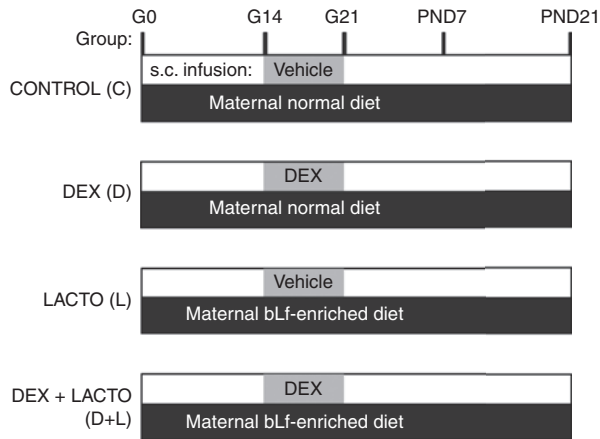 G0 G14 G21 PND7 PND21
Group:
CONTROL (C)
s.c. infusion: Vehicle
Maternal normal diet
DEX (D)
DEX
Maternal normal diet
LACTO (L)
Vehicle
Maternal bLf-enriched diet
DEX + LACTO
(D+L)
DEX
Maternal bLf-enriched diet